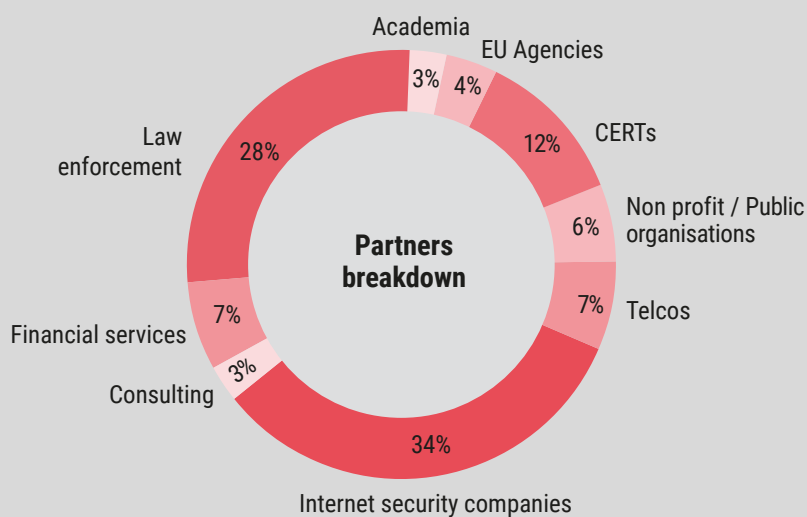 Academia
3%
EU Agencies
4%
CERTs
12%
Non profit / Public
organisations
6%
Telcos
7%
Internet security companies
34%
Consulting
3%
Financial services
7%
Law
enforcement
28%
Partners
breakdown